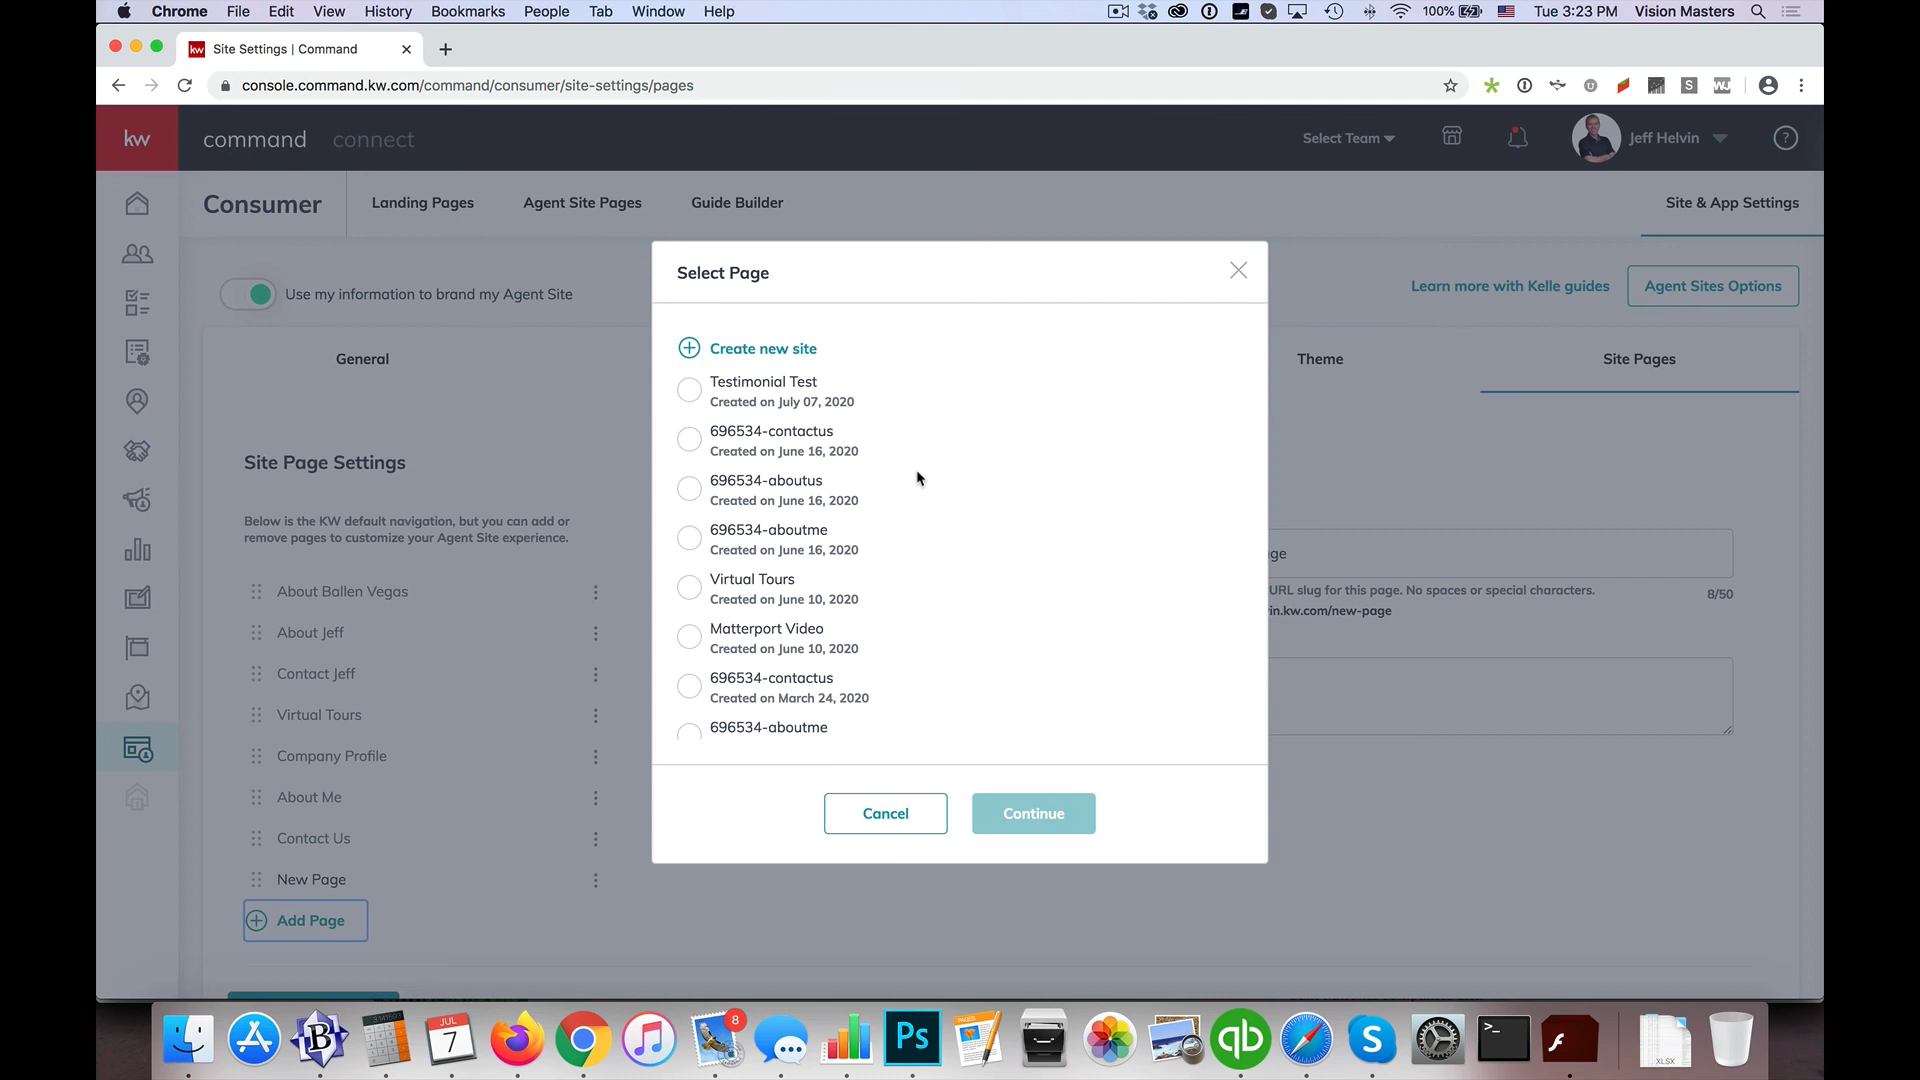 Chrome File Edit View History Bookmarks People Tab Window Help
100% Tue 3:23 PM Vision Masters
kw Site Settings | Command
console.command.kw.com/command/consumer/site-settings/pages
kw command connect
Select Team
Jeff Helvin
?
Consumer Landing Pages Agent Site Pages Guide Builder
Site & App Settings
Use my information to brand my Agent Site
Learn more with Kelle guides
Agent Sites Options
General
Theme
Site Pages
Site Page Settings
Below is the KW default navigation, but you can add or
remove pages to customize your Agent Site experience.
About Ballen Vegas
About Jeff
Contact Jeff
Virtual Tours
Company Profile
About Me
Contact Us
New Page
Add Page
Select Page
Create new site
Testimonial Test
Created on July 07, 2020
696534-contactus
Created on June 16, 2020
696534-aboutus
Created on June 16, 2020
696534-aboutme
Created on June 16, 2020
Virtual Tours
Created on June 10, 2020
Matterport Video
Created on June 10, 2020
696534-contactus
Created on March 24, 2020
696534-aboutme
Cancel
Continue
ge
URL slug for this page. No spaces or special characters.
8/50
in.kw.com/new-page
B
JUL
7
8
Ps
PAGES
qb
S
>_
XLSX